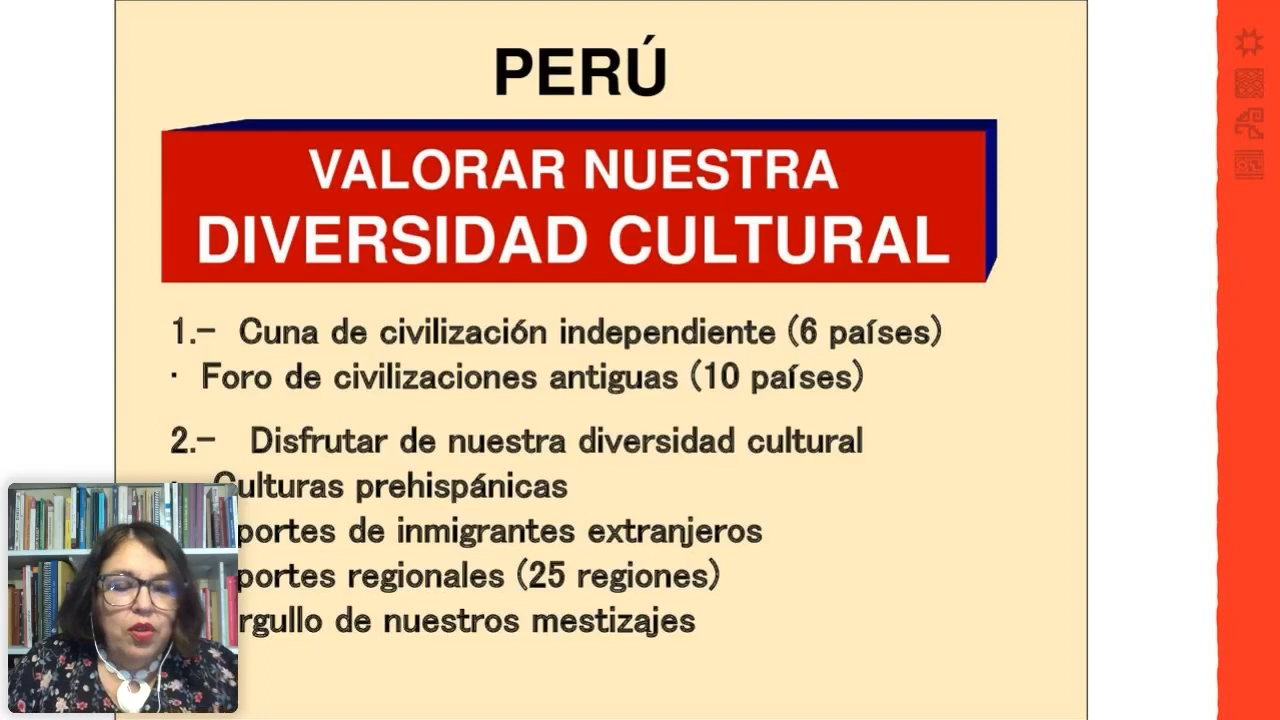 PERÚ
VALORAR NUESTRA
DIVERSIDAD CULTURAL
1.- Cuna de civilización independiente (6 países)
· Foro de civilizaciones antiguas (10 países)
2.- Disfrutar de nuestra diversidad cultural
Culturas prehispánicas
portes de inmigrantes extranjeros
portes regionales (25 regiones)
rgullo de nuestros mestizajes